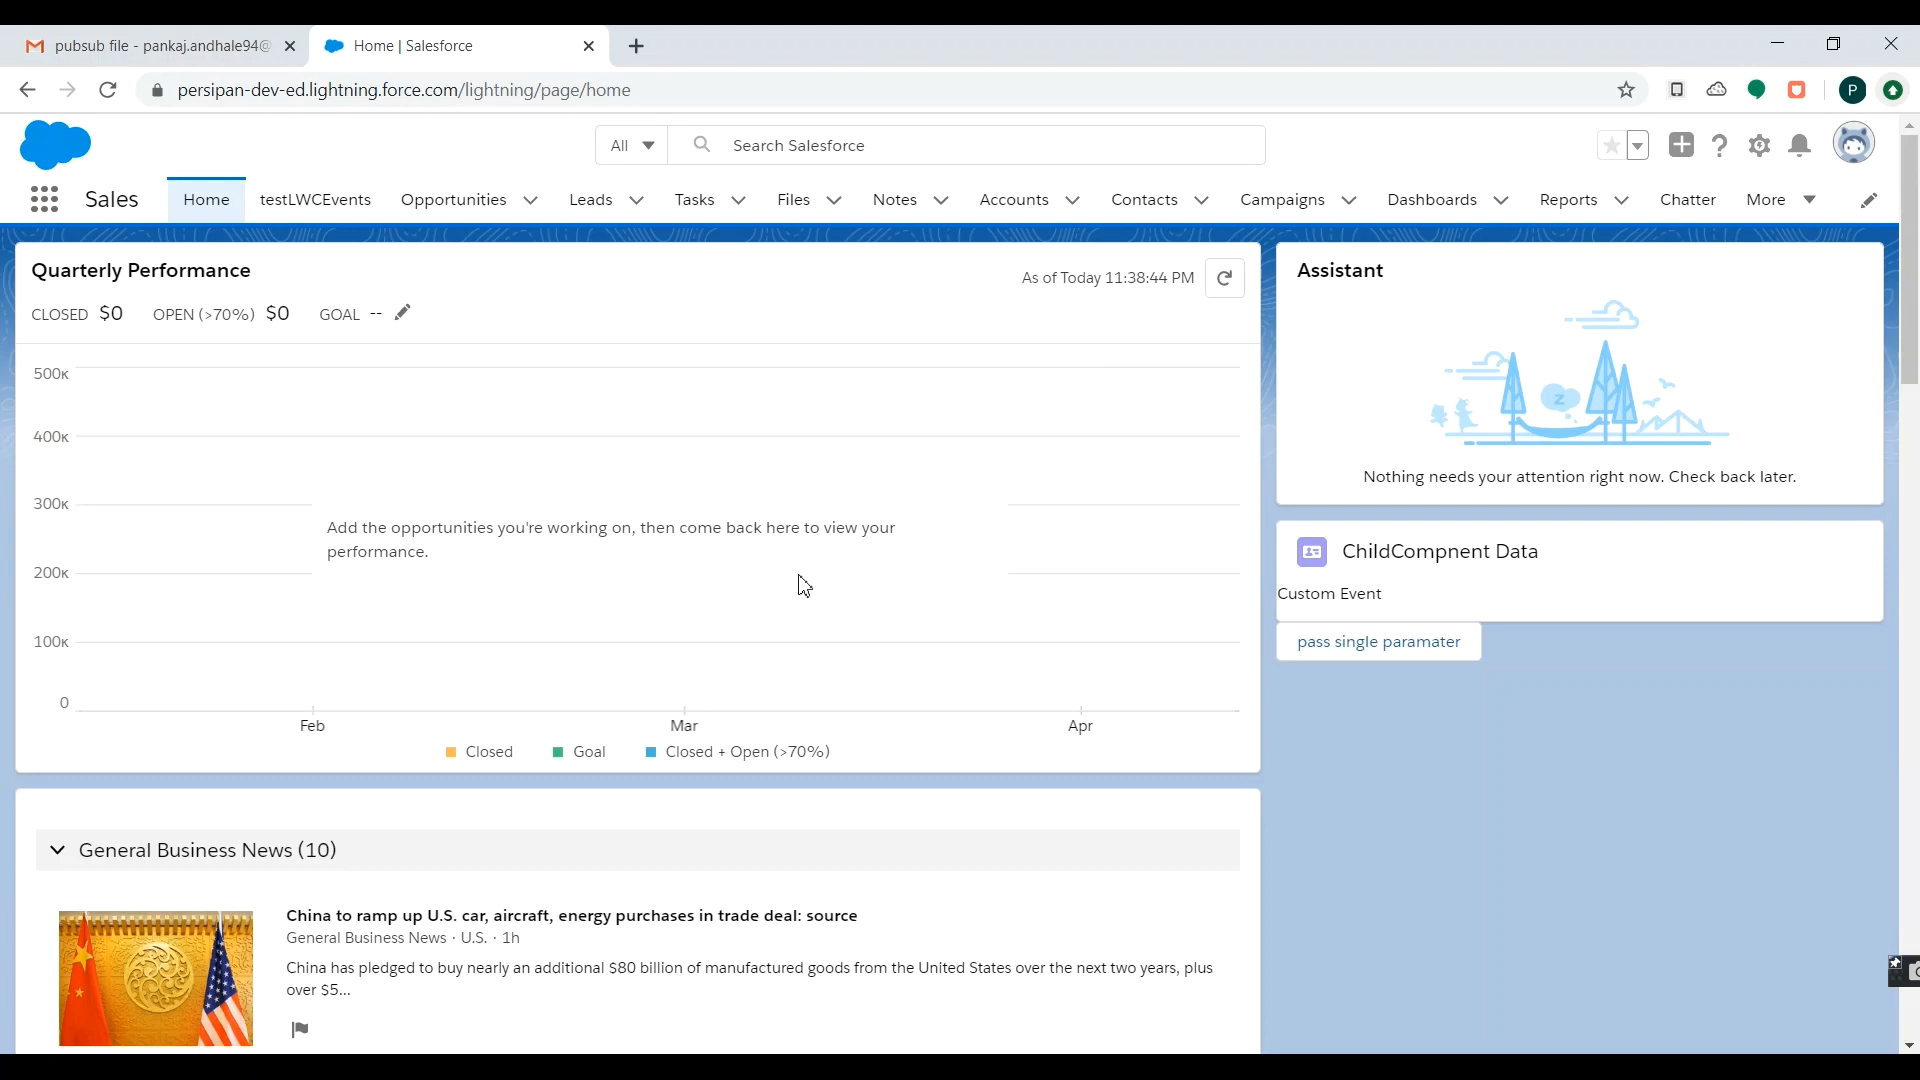 pubsub file - pankaj.andhale94@
Home | Salesforce
persipan-dev-ed.lightning.force.com/lightning/page/home
P
All
Search Salesforce
Sales
Home
testLWCEvents
Opportunities
Leads
Tasks
Files
Notes
Accounts
Contacts
Campaigns
Dashboards
Reports
Chatter
More
Quarterly Performance
As of Today 11:38:44 PM
CLOSED $0 OPEN (>70%) $0 GOAL --
500K
400K
300K
200K
100K
0
Add the opportunities you're working on, then come back here to view your
performance.
Feb
Mar
Apr
Closed
Goal
Closed + Open (>70%)
General Business News (10)
China to ramp up U.S. car, aircraft, energy purchases in trade deal: source
General Business News · U.S. · 1h
China has pledged to buy nearly an additional $80 billion of manufactured goods from the United States over the next two years, plus
over $5...
Assistant
z
Nothing needs your attention right now. Check back later.
ChildCompnent Data
Custom Event
pass single paramater